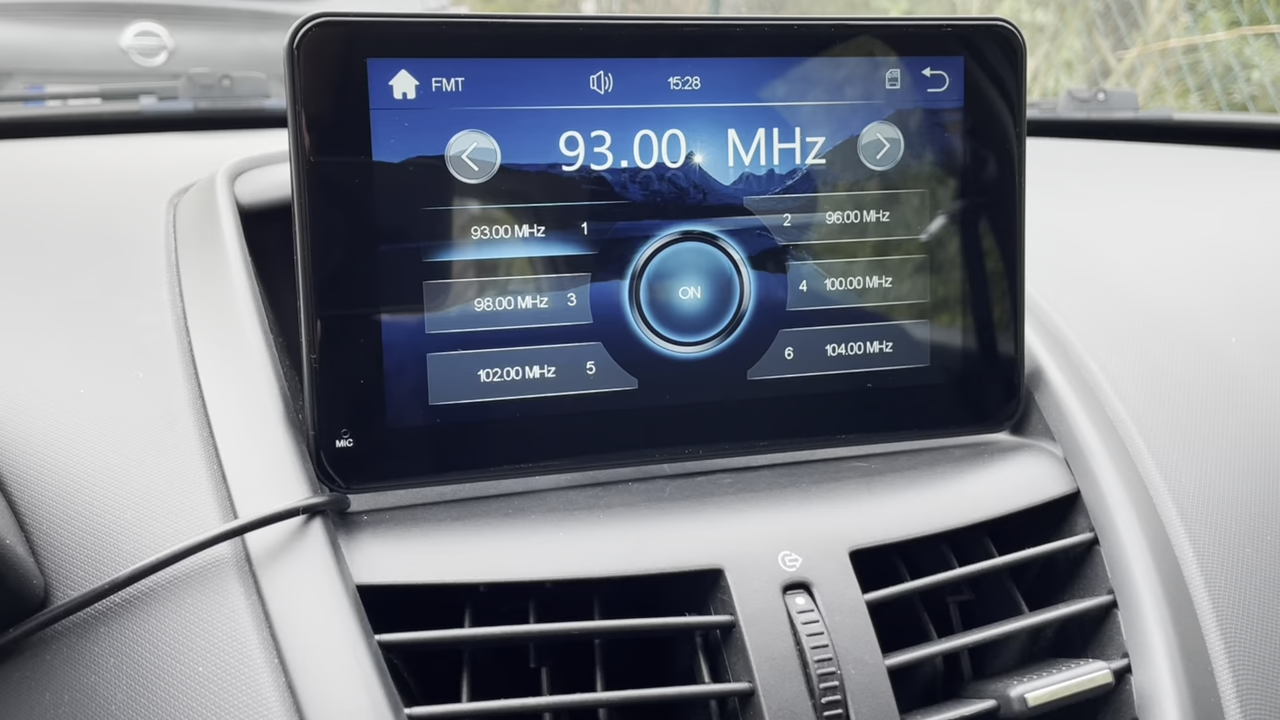 FMT 15:28
93.00 MHz
93.00 MHz 1
2 96.00 MHz
98.00 MHz 3
4 100.00 MHz
ON
102.00 MHz 5
6 104.00 MHz
MIC